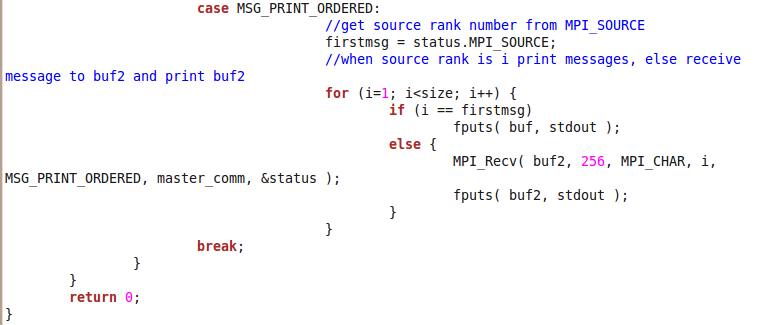 case MSG_PRINT_ORDERED:
//get source rank number from MPI_SOURCE
firstmsg = status.MPI_SOURCE;
//when source rank is i print messages, else receive
message to buf2 and print buf2
for (i=1; i<size; i++) {
if (i == firstmsg)
fputs( buf, stdout );
else {
MPI_Recv( buf2, 256, MPI_CHAR, i,
MSG_PRINT_ORDERED, master_comm, &status );
fputs( buf2, stdout );
}
}
break;
}
}
return 0;
}